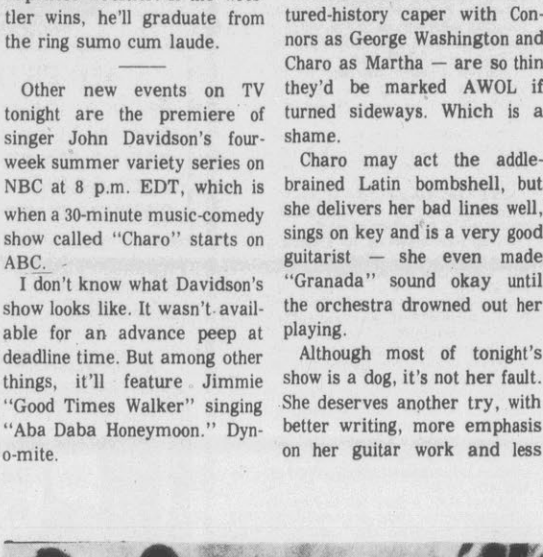 tler wins, he'll graduate from
the ring sumo cum laude.
Other new events on TV
tonight are the premiere of
singer John Davidson's four-
week summer variety series on
NBC at 8 p.m. EDT, which is
when a 30-minute music-comedy
show called "Charo" starts on
ABC.
I don't know what Davidson's
show looks like. It wasn't avail-
able for an advance peep at
deadline time. But among other
things, it'll feature Jimmie
"Good Times Walker" singing
"Aba Daba Honeymoon." Dyn-
o-mite.
tured-history caper with Con-
nors as George Washington and
Charo as Martha — are so thin
they'd be marked AWOL if
turned sideways. Which is a
shame.
Charo may act the addle-
brained Latin bombshell, but
she delivers her bad lines well,
sings on key and is a very good
guitarist — she even made
"Granada" sound okay until
the orchestra drowned out her
playing.
Although most of tonight's
show is a dog, it's not her fault.
She deserves another try, with
better writing, more emphasis
on her guitar work and less